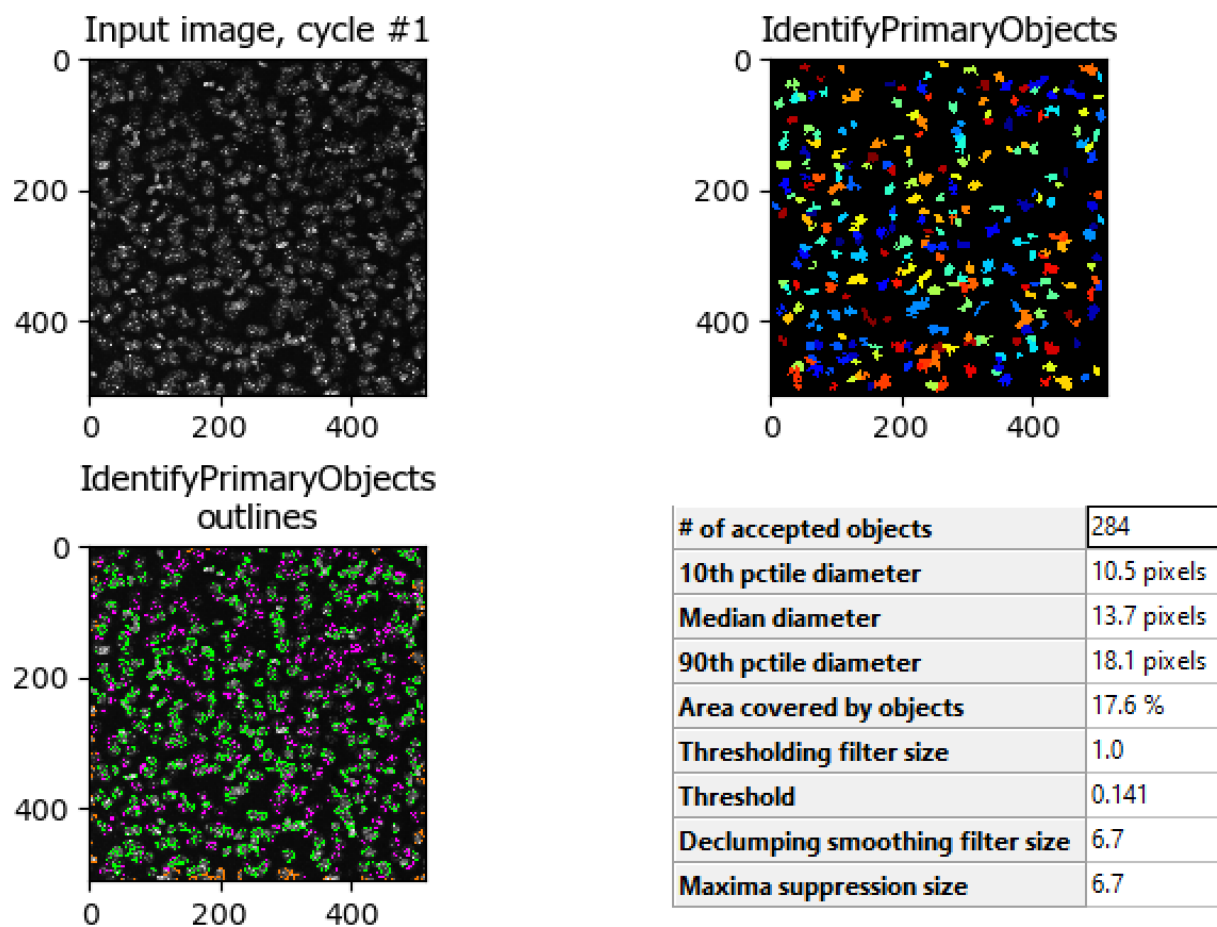 Input image, cycle #1
0
200
400
0
200
400
IdentifyPrimaryObjects
0
200
400
0
200
400
IdentifyPrimaryObjects
outlines
0
200
400
0
200
400
# of accepted objects 284
10th pctile diameter 10.5 pixels
Median diameter 13.7 pixels
90th pctile diameter 18.1 pixels
Area covered by objects 17.6 %
Thresholding filter size 1.0
Threshold 0.141
Declumping smoothing filter size 6.7
Maxima suppression size 6.7